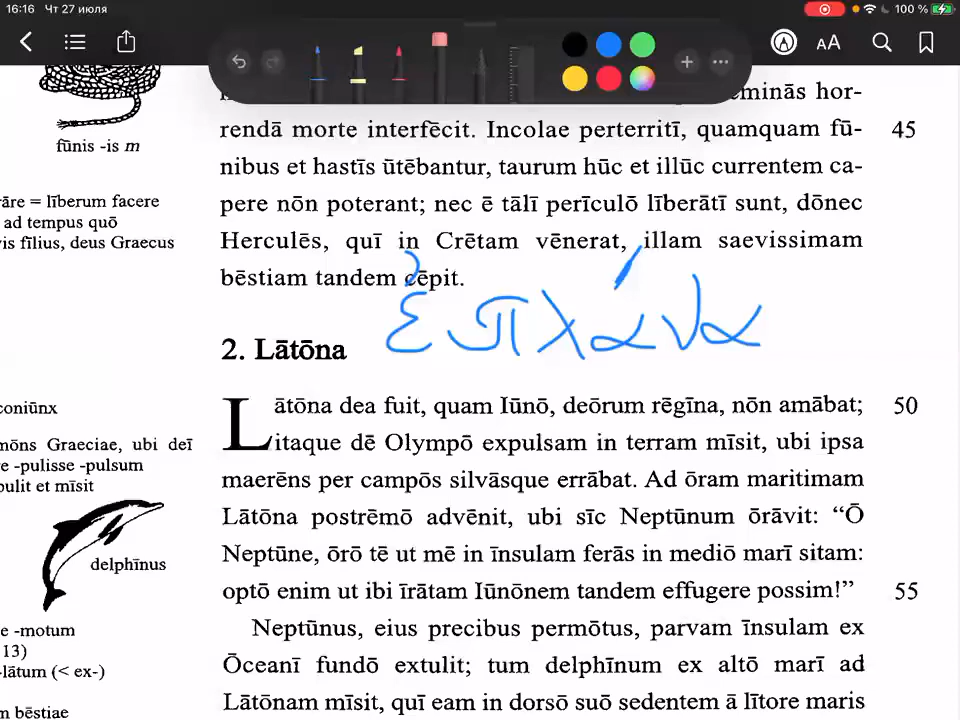 16:16 Чт 27 июля
100 %
AA
fūnis -is m
rāre = līberum facere
ad tempus quō
vis fīlius, deus Graecus
coniūnx
mōns Graeciae, ubi deī
re -pulisse -pulsum
pulit et mīsit
delphīnus
e -motum
13)
-lātum (< ex-)
m bēstiae
eminās hor-
rendā morte interfēcit. Incolae perterritī, quamquam fū- 45
nibus et hastīs ūtēbantur, taurum hūc et illūc currentem ca-
pere nōn poterant; nec ē tālī perīculō līberātī sunt, dōnec
Herculēs, quī in Crētam vēnerat, illam saevissimam
bēstiam tandem cēpit.
ἐπλάνα
2. Lātōna
Lātōna dea fuit, quam Iūnō, deōrum rēgīna, nōn amābat; 50
itaque dē Olympō expulsam in terram mīsit, ubi ipsa
maerēns per campōs silvāsque errābat. Ad ōram maritimam
Lātōna postrēmō advēnit, ubi sīc Neptūnum ōrāvit: “Ō
Neptūne, ōrō tē ut mē in īnsulam ferās in mediō marī sitam:
optō enim ut ibi īrātam Iūnōnem tandem effugere possim!” 55
Neptūnus, eius precibus permōtus, parvam īnsulam ex
Ōceanī fundō extulit; tum delphīnum ex altō marī ad
Lātōnam mīsit, quī eam in dorsō suō sedentem ā lītore maris